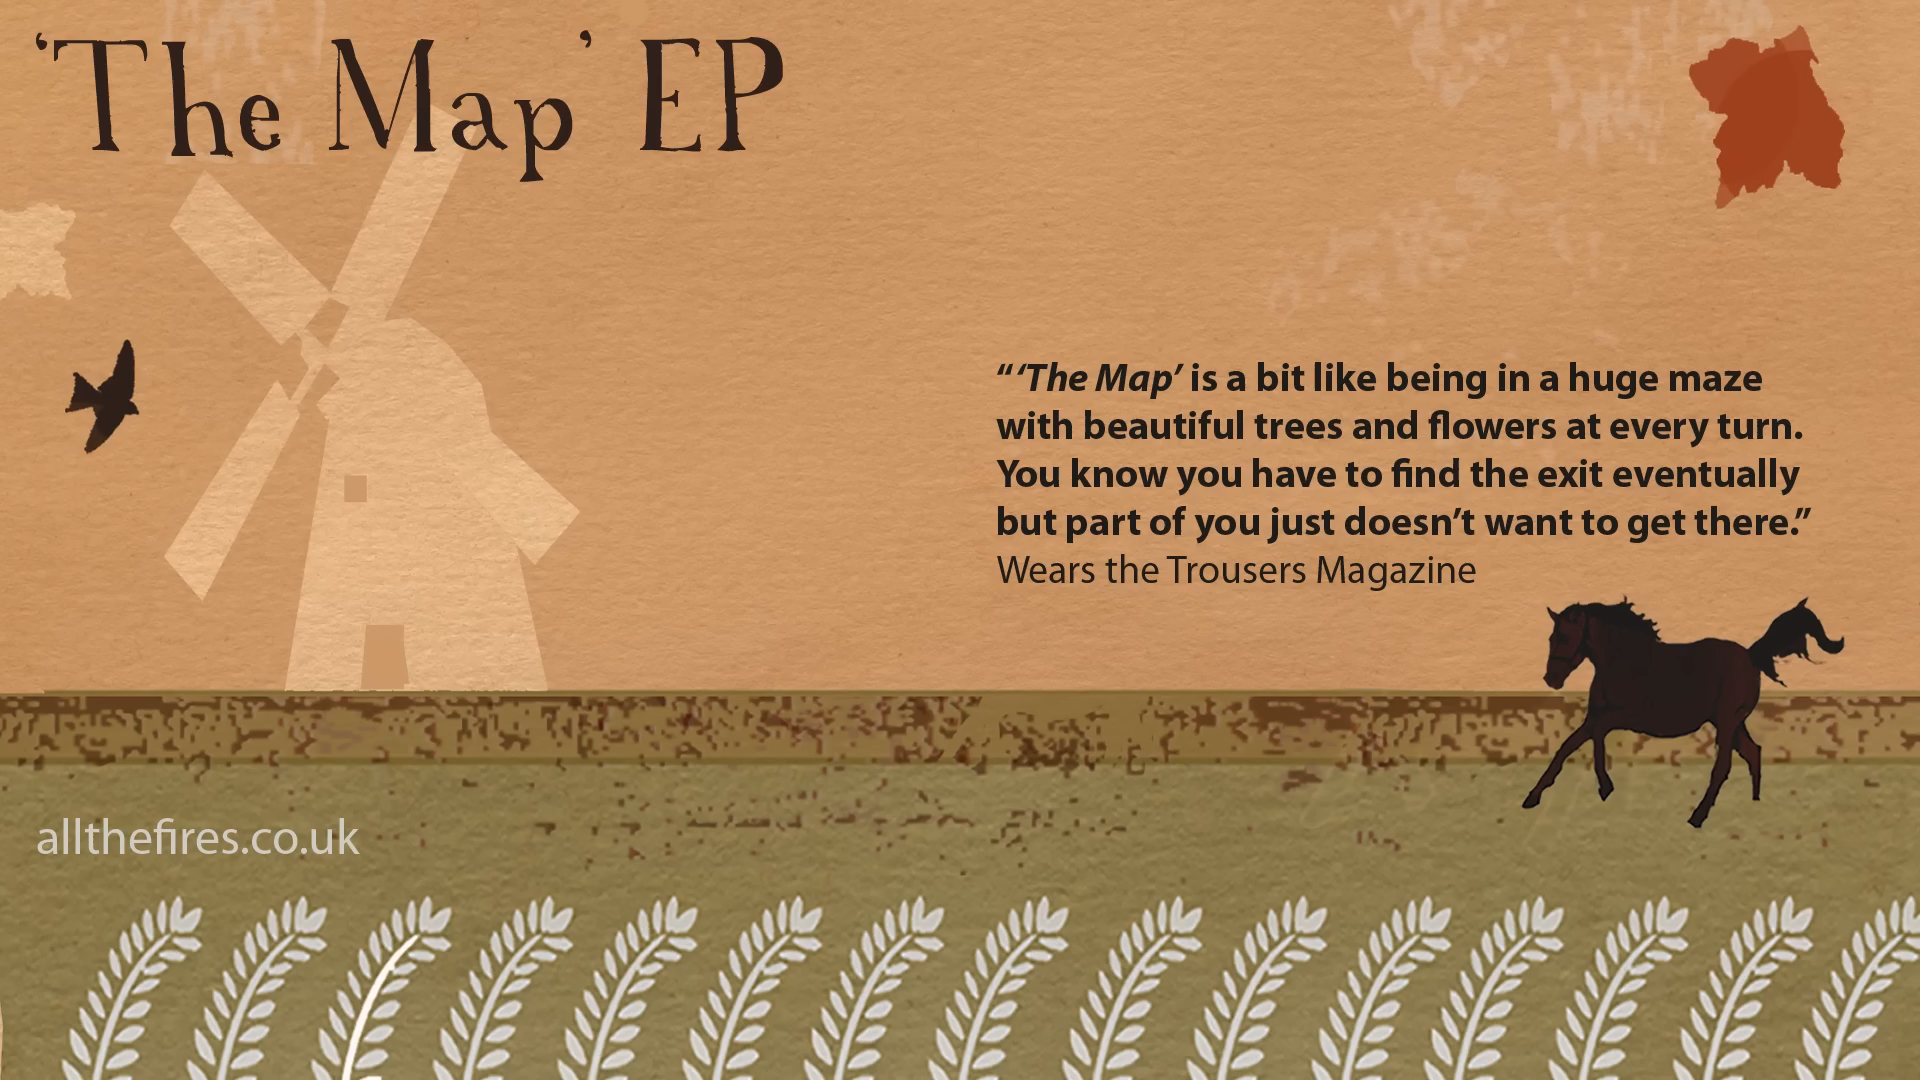 ‘The Map’ EP
“‘The Map’ is a bit like being in a huge maze
with beautiful trees and flowers at every turn.
You know you have to find the exit eventually
but part of you just doesn’t want to get there.”
Wears the Trousers Magazine
allthefires.co.uk